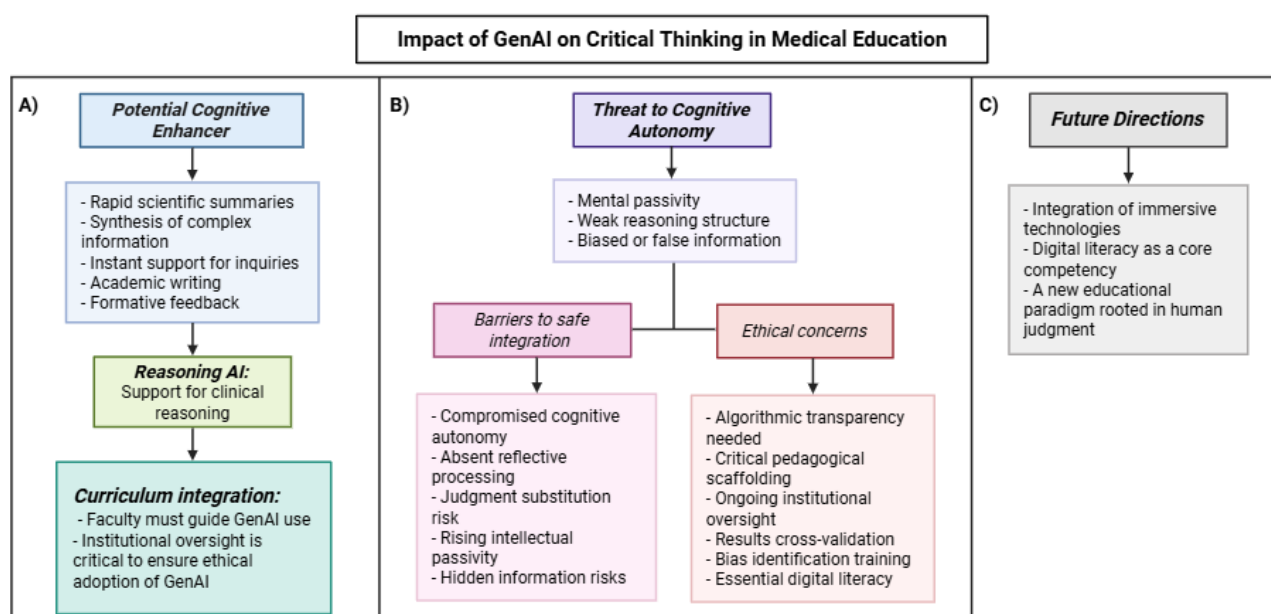 Impact of GenAI on Critical Thinking in Medical Education
A)
Potential Cognitive
Enhancer
- Rapid scientific summaries
- Synthesis of complex
information
- Instant support for inquiries
- Academic writing
- Formative feedback
Reasoning AI:
Support for clinical
reasoning
Curriculum integration:
- Faculty must guide GenAI use
- Institutional oversight is
critical to ensure ethical
adoption of GenAI
B)
Threat to Cognitive
Autonomy
- Mental passivity
- Weak reasoning structure
- Biased or false information
Barriers to safe
integration
- Compromised cognitive
autonomy
- Absent reflective
processing
- Judgment substitution
risk
- Rising intellectual
passivity
- Hidden information risks
Ethical concerns
- Algorithmic transparency
needed
- Critical pedagogical
scaffolding
- Ongoing institutional
oversight
- Results cross-validation
- Bias identification training
- Essential digital literacy
C)
Future Directions
- Integration of immersive
technologies
- Digital literacy as a core
competency
- A new educational
paradigm rooted in human
judgment